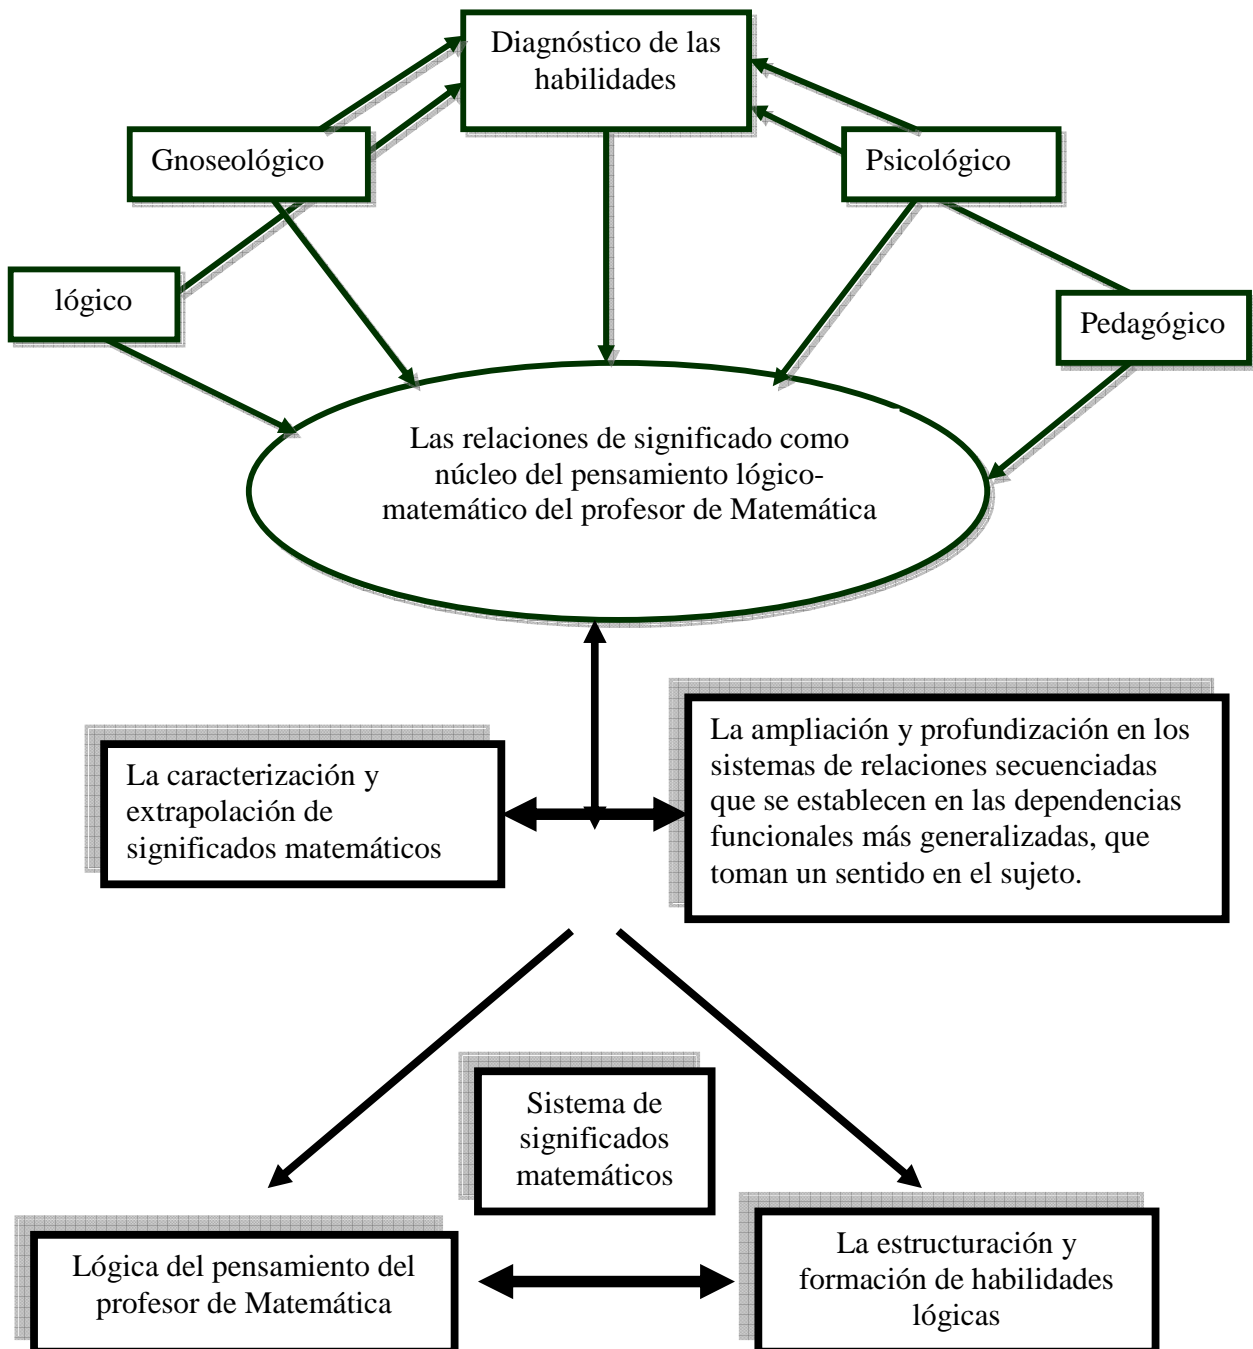 Diagnóstico de las
habilidades
Gnoseológico
Psicológico
lógico
Pedagógico
Las relaciones de significado como
núcleo del pensamiento lógico-
matemático del profesor de Matemática
La caracterización y
extrapolación de
significados matemáticos
La ampliación y profundización en los
sistemas de relaciones secuenciadas
que se establecen en las dependencias
funcionales más generalizadas, que
toman un sentido en el sujeto.
Sistema de
significados
matemáticos
Lógica del pensamiento del
profesor de Matemática
La estructuración y
formación de habilidades
lógicas